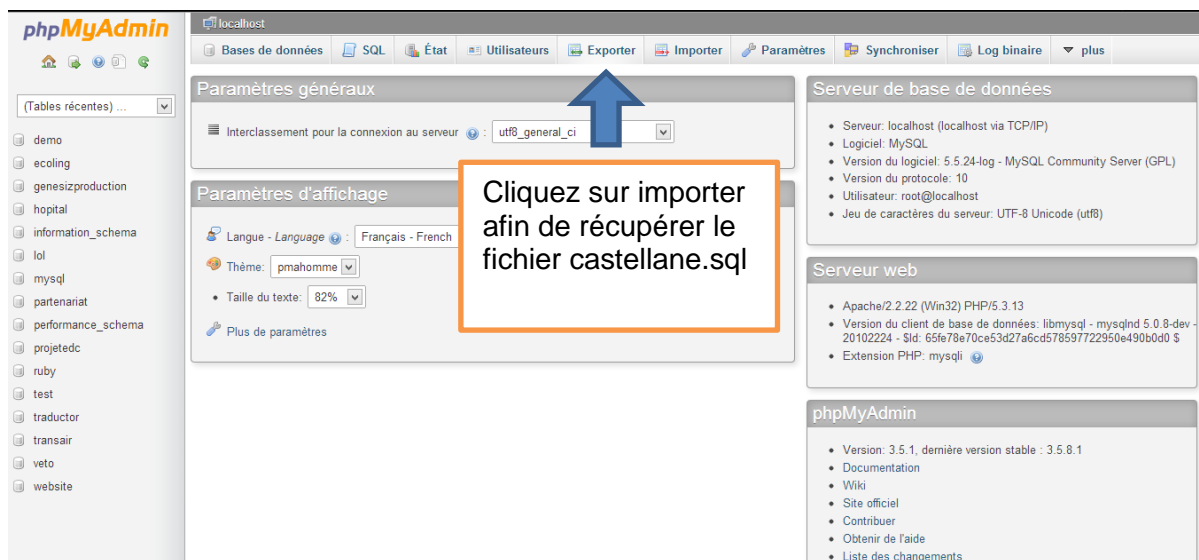 phpMyAdmin
(Tables récentes) ...
demo
ecoling
genesizproduction
hopital
information_schema
lol
mysql
partenariat
performance_schema
projetedc
ruby
test
traductor
transair
veto
website
localhost
Bases de données SQL État Utilisateurs Exporter Importer Paramètres Synchroniser Log binaire plus
Paramètres généraux
Interclassement pour la connexion au serveur : utf8_general_ci
Paramètres d'affichage
Langue - Language : Français - French
Thème: pmahomme
Taille du texte: 82%
Plus de paramètres
Cliquez sur importer
afin de récupérer le
fichier castellane.sql
Serveur de base de données
Serveur: localhost (localhost via TCP/IP)
Logiciel: MySQL
Version du logiciel: 5.5.24-log - MySQL Community Server (GPL)
Version du protocole: 10
Utilisateur: root@localhost
Jeu de caractères du serveur: UTF-8 Unicode (utf8)
Serveur web
Apache/2.2.22 (Win32) PHP/5.3.13
Version du client de base de données: libmysql - mysqlnd 5.0.8-dev -
20102224 - $Id: 65fe78e70ce53d27a6cd578597722950e490b0d0 $
Extension PHP: mysqli
phpMyAdmin
Version: 3.5.1, dernière version stable : 3.5.8.1
Documentation
Wiki
Site officiel
Contribuer
Obtenir de l'aide
Liste des changements